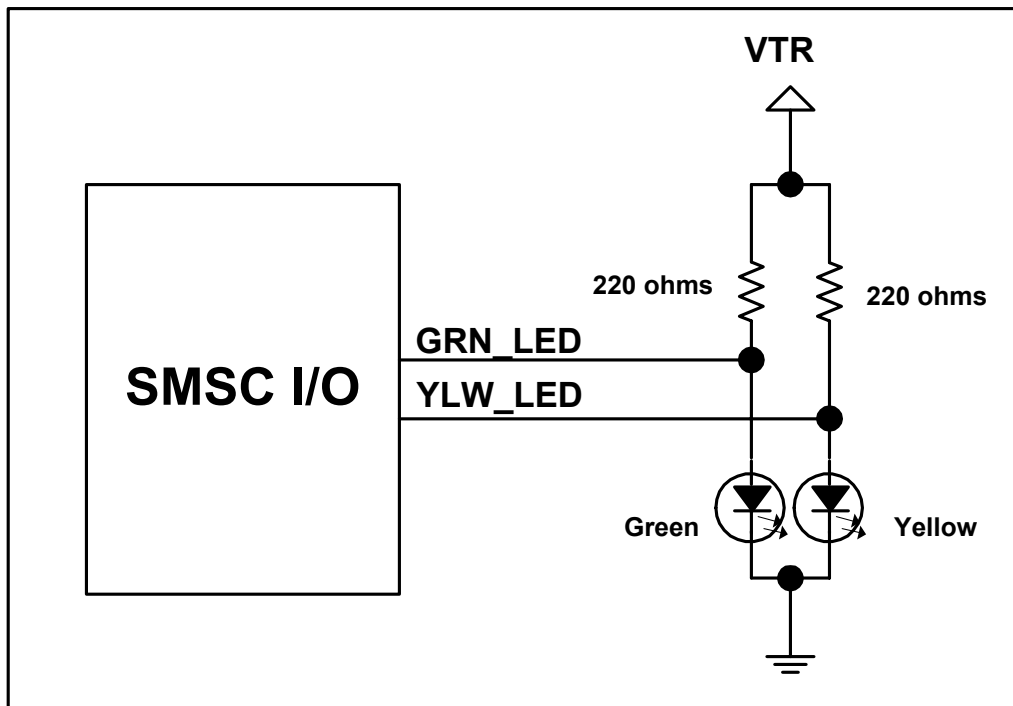 VTR
220 ohms
220 ohms
GRN_LED
SMSC I/O
YLW_LED
Green
Yellow